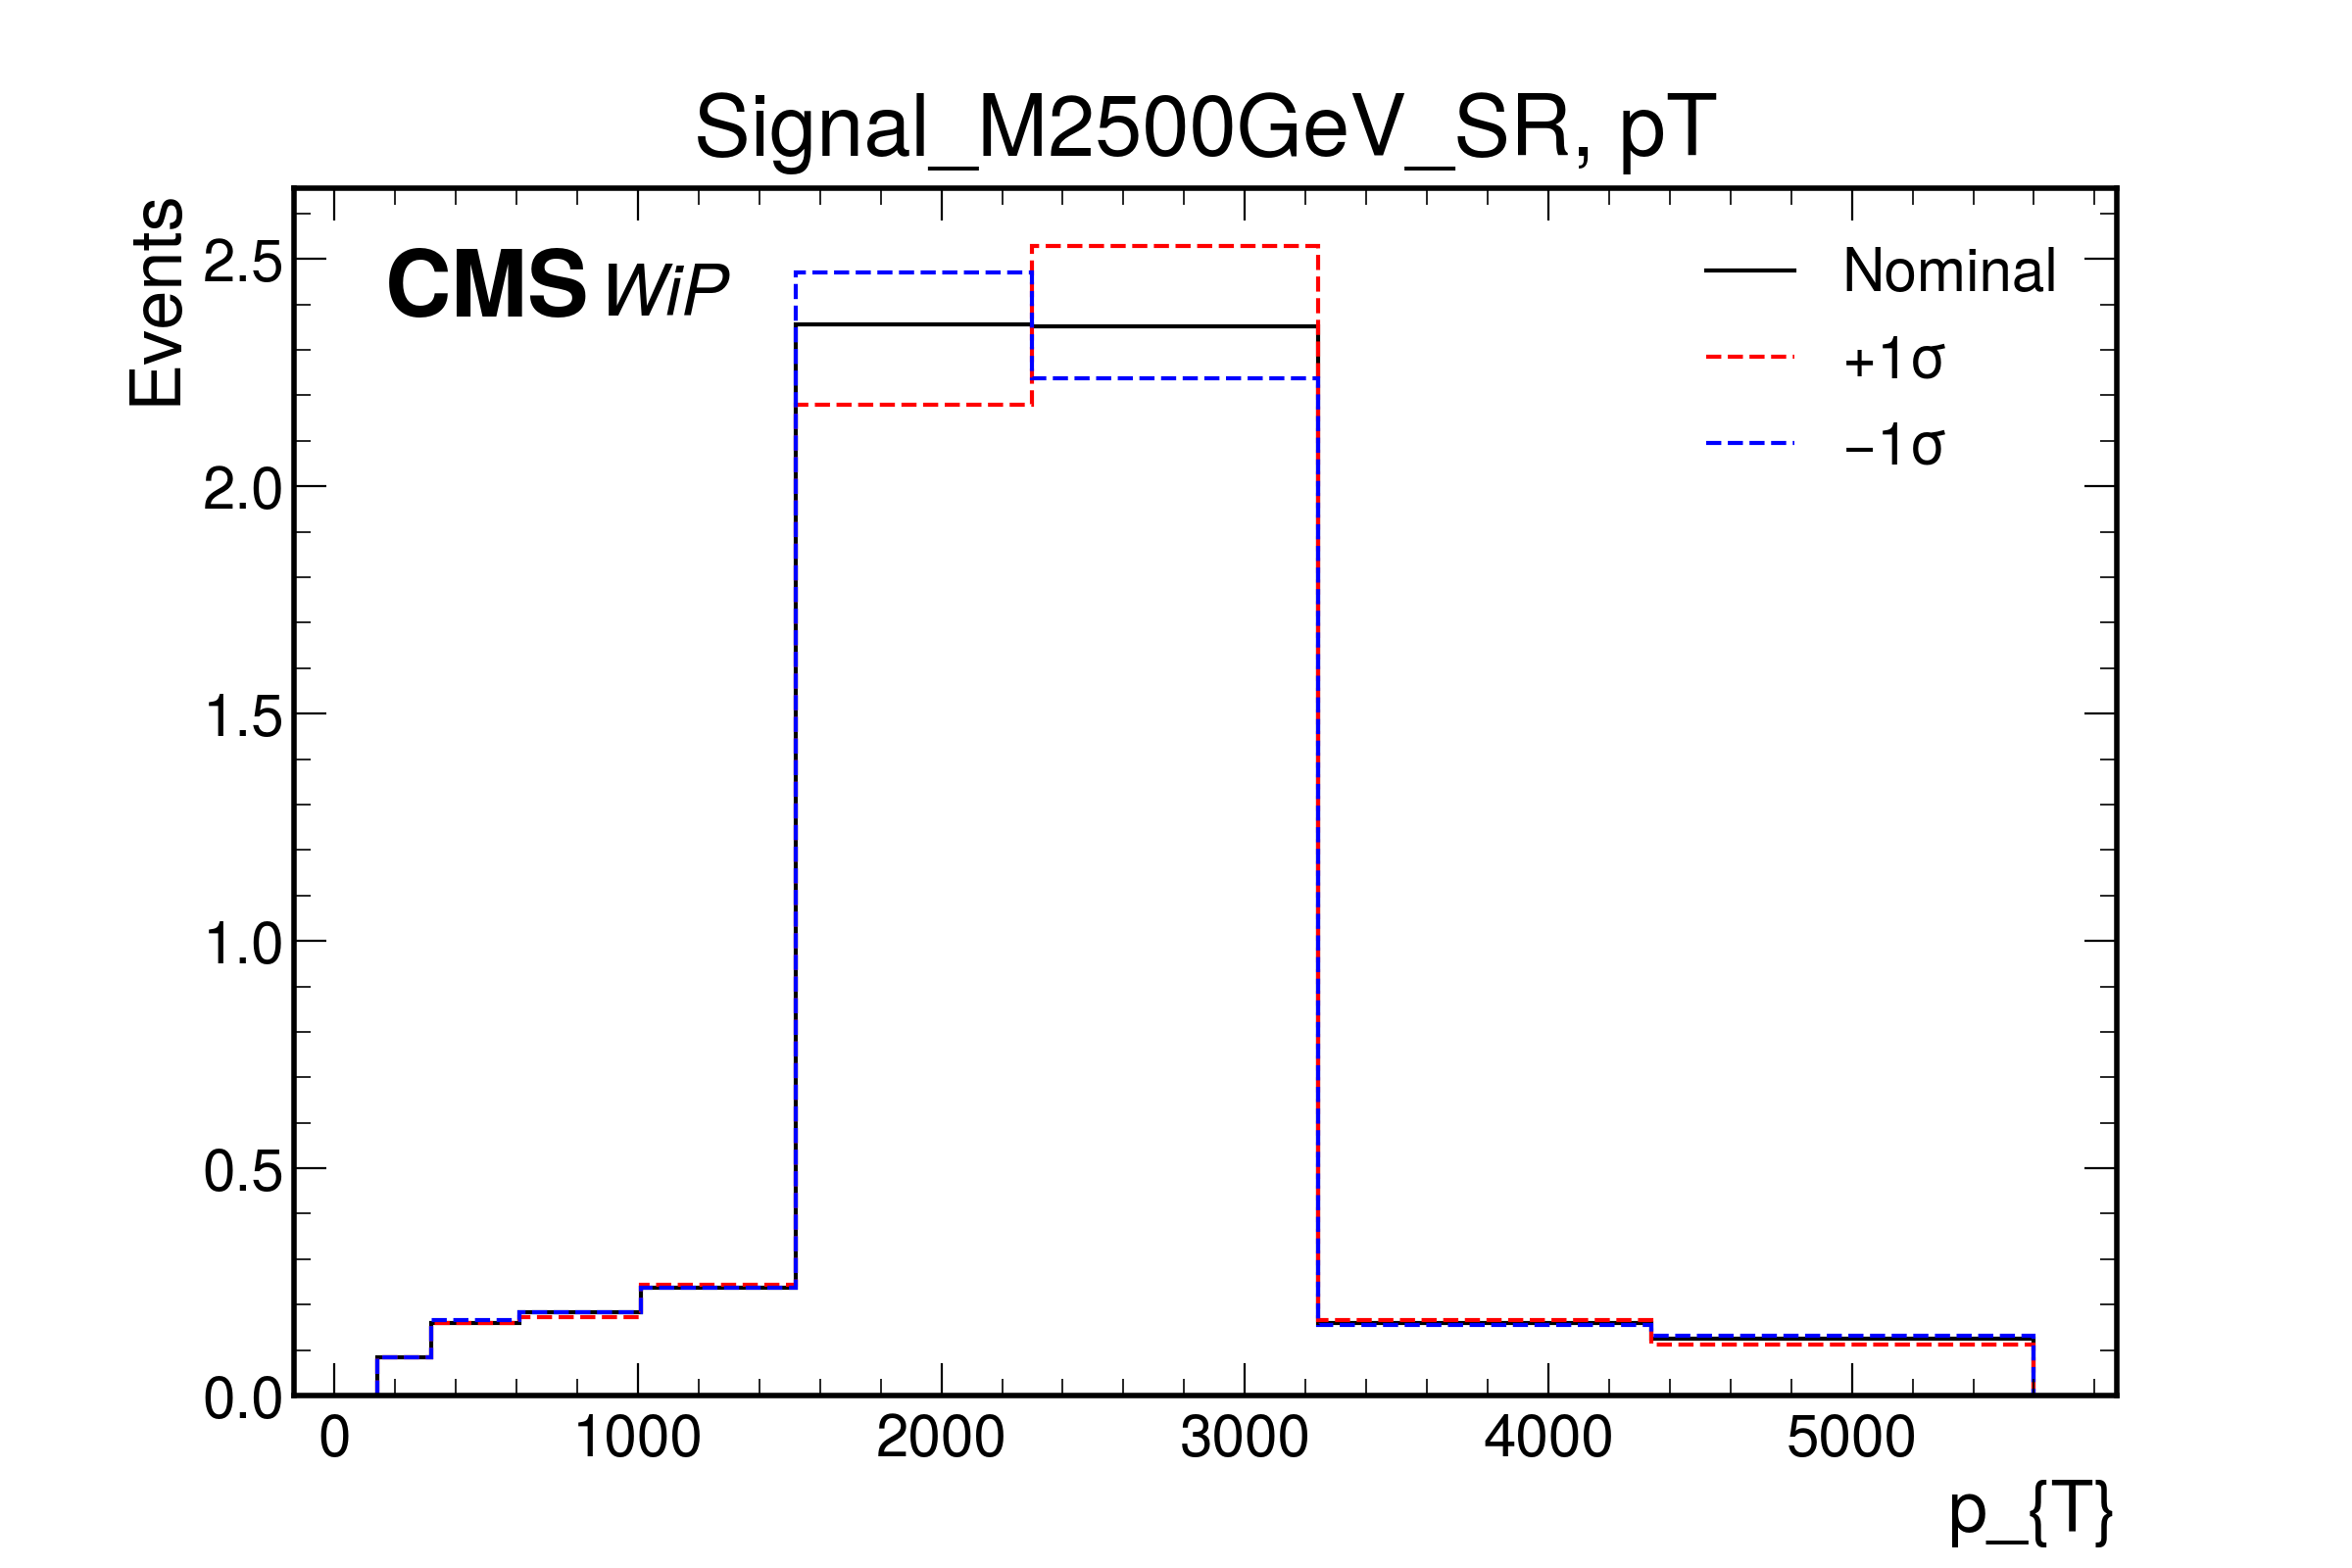 Signal_M2500GeV_SR, pT
Events
CMS WiP
Nominal
+1σ
−1σ
2.5
2.0
1.5
1.0
0.5
0.0
0 1000 2000 3000 4000 5000
p_{T}